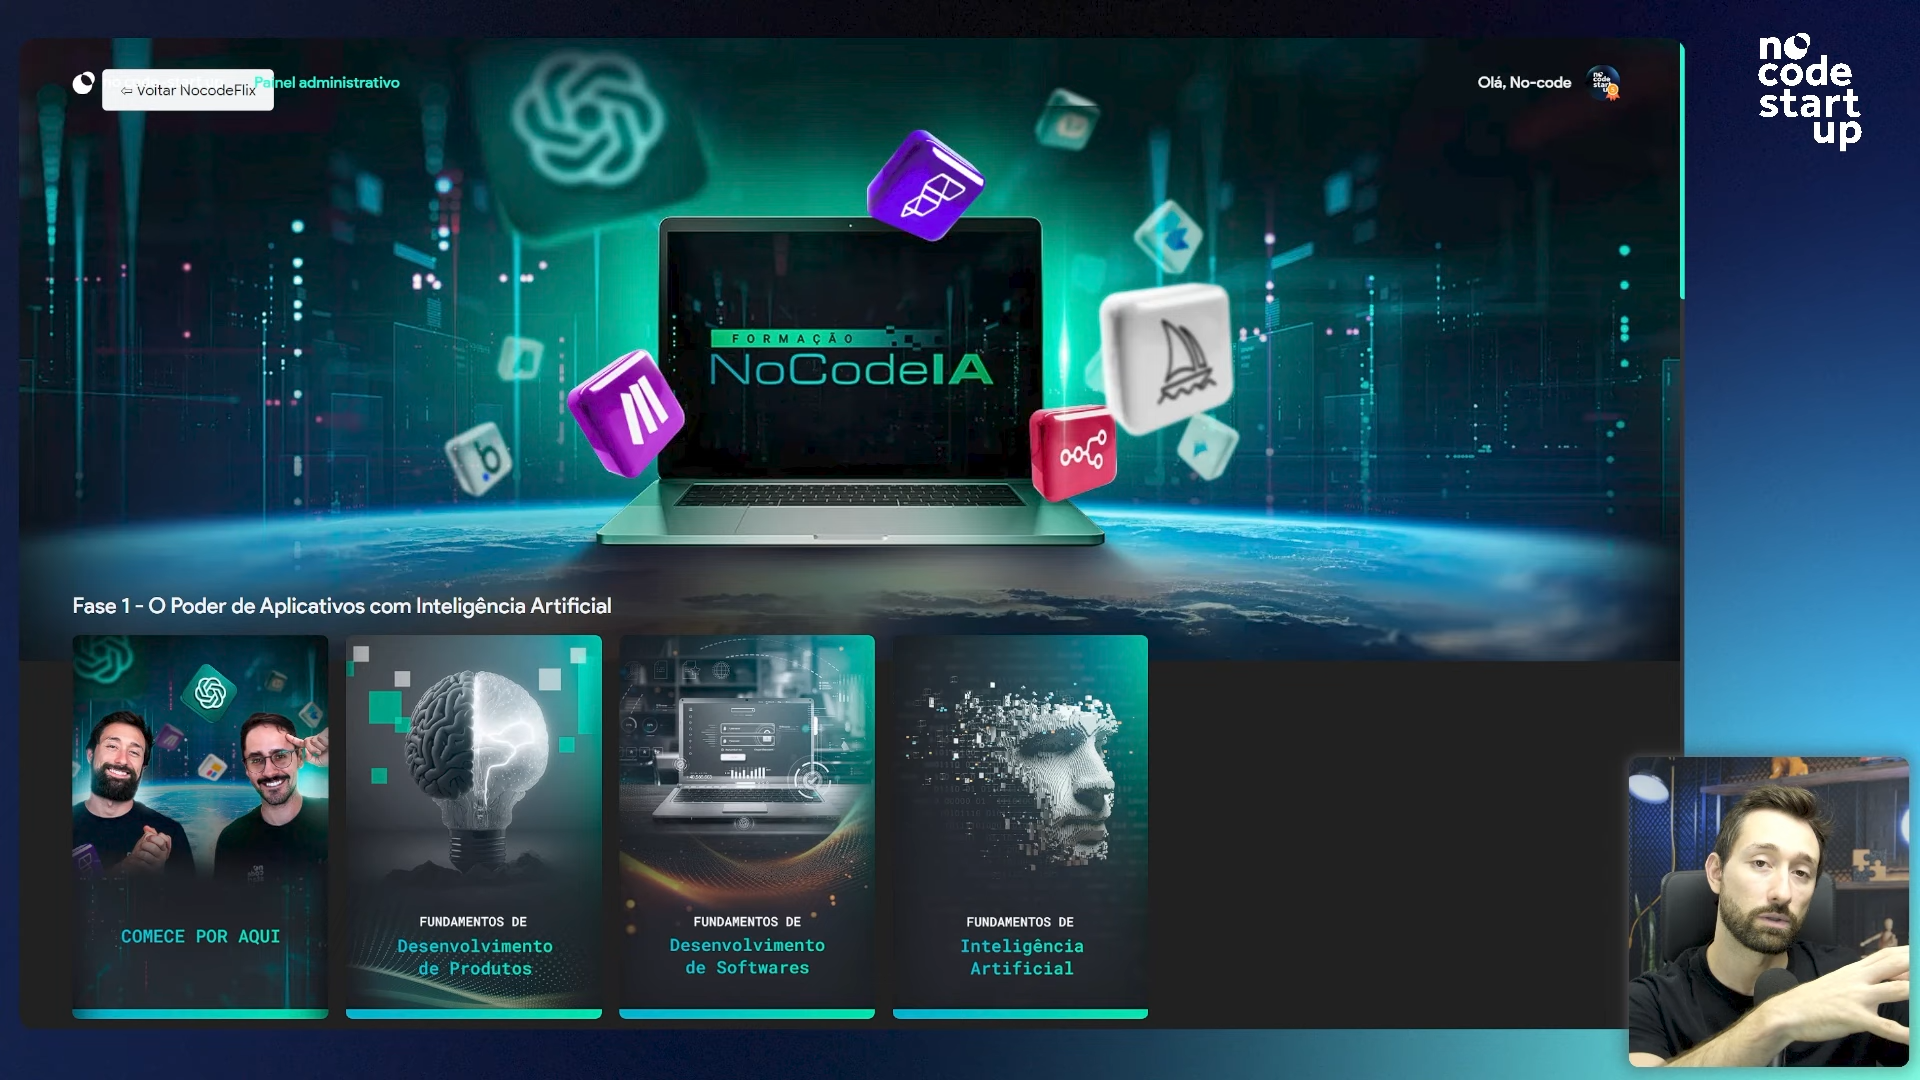 no
code
start
up
⇦ Voltar NocodeFlix
Painel administrativo
Olá, No-code
FORMAÇÃO
NoCodeIA
Fase 1 - O Poder de Aplicativos com Inteligência Artificial
COMECE POR AQUI
FUNDAMENTOS DE
Desenvolvimento
de Produtos
FUNDAMENTOS DE
Desenvolvimento
de Softwares
FUNDAMENTOS DE
Inteligência
Artificial